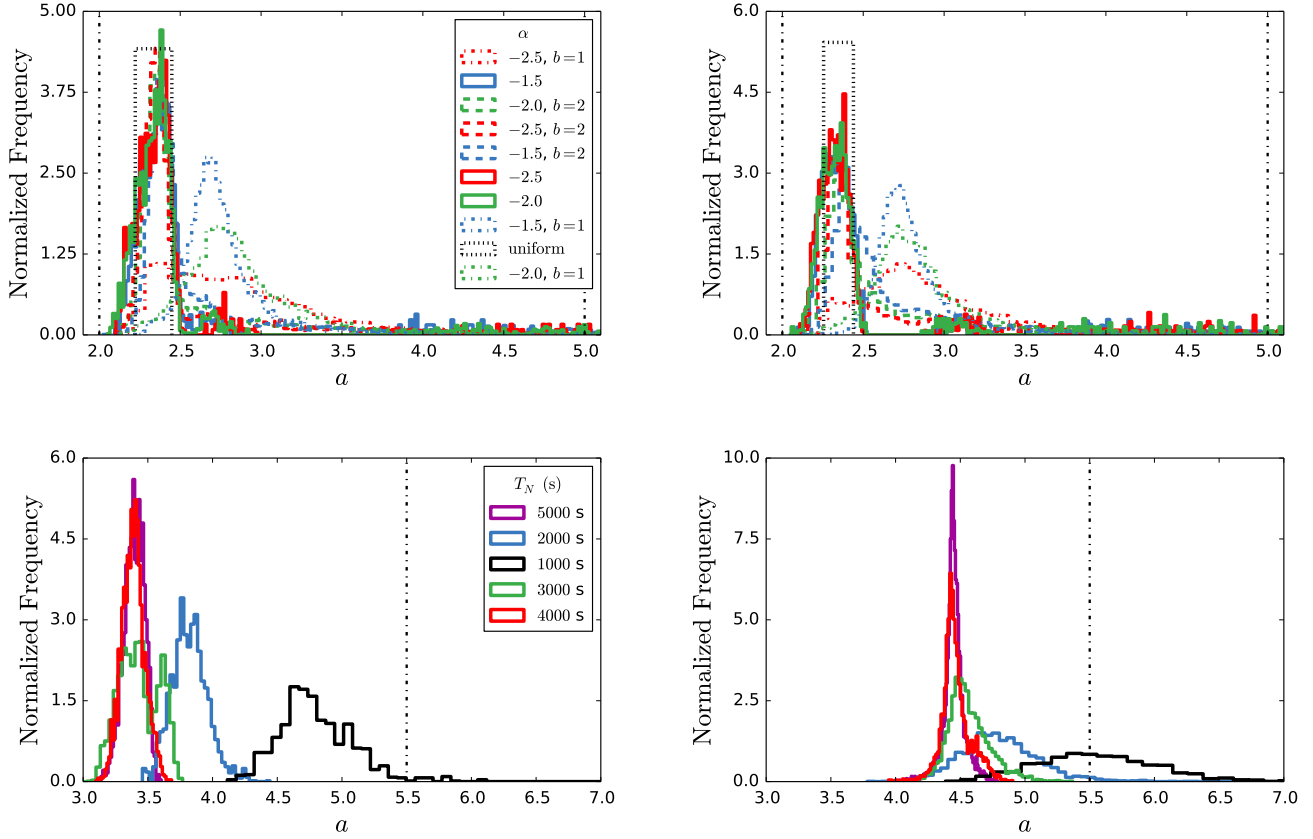 5.00
3.75
2.50
1.25
0.00
Normalized Frequency
2.0 2.5 3.0 3.5 4.0 4.5 5.0
a
α
−2.5, b=1
−1.5
−2.0, b=2
−2.5, b=2
−1.5, b=2
−2.5
−2.0
−1.5, b=1
uniform
−2.0, b=1
6.0
4.5
3.0
1.5
0.0
Normalized Frequency
2.0 2.5 3.0 3.5 4.0 4.5 5.0
a
6.0
4.5
3.0
1.5
0.0
Normalized Frequency
3.0 3.5 4.0 4.5 5.0 5.5 6.0 6.5 7.0
a
T_N (s)
5000 s
2000 s
1000 s
3000 s
4000 s
10.0
7.5
5.0
2.5
0.0
Normalized Frequency
3.0 3.5 4.0 4.5 5.0 5.5 6.0 6.5 7.0
a